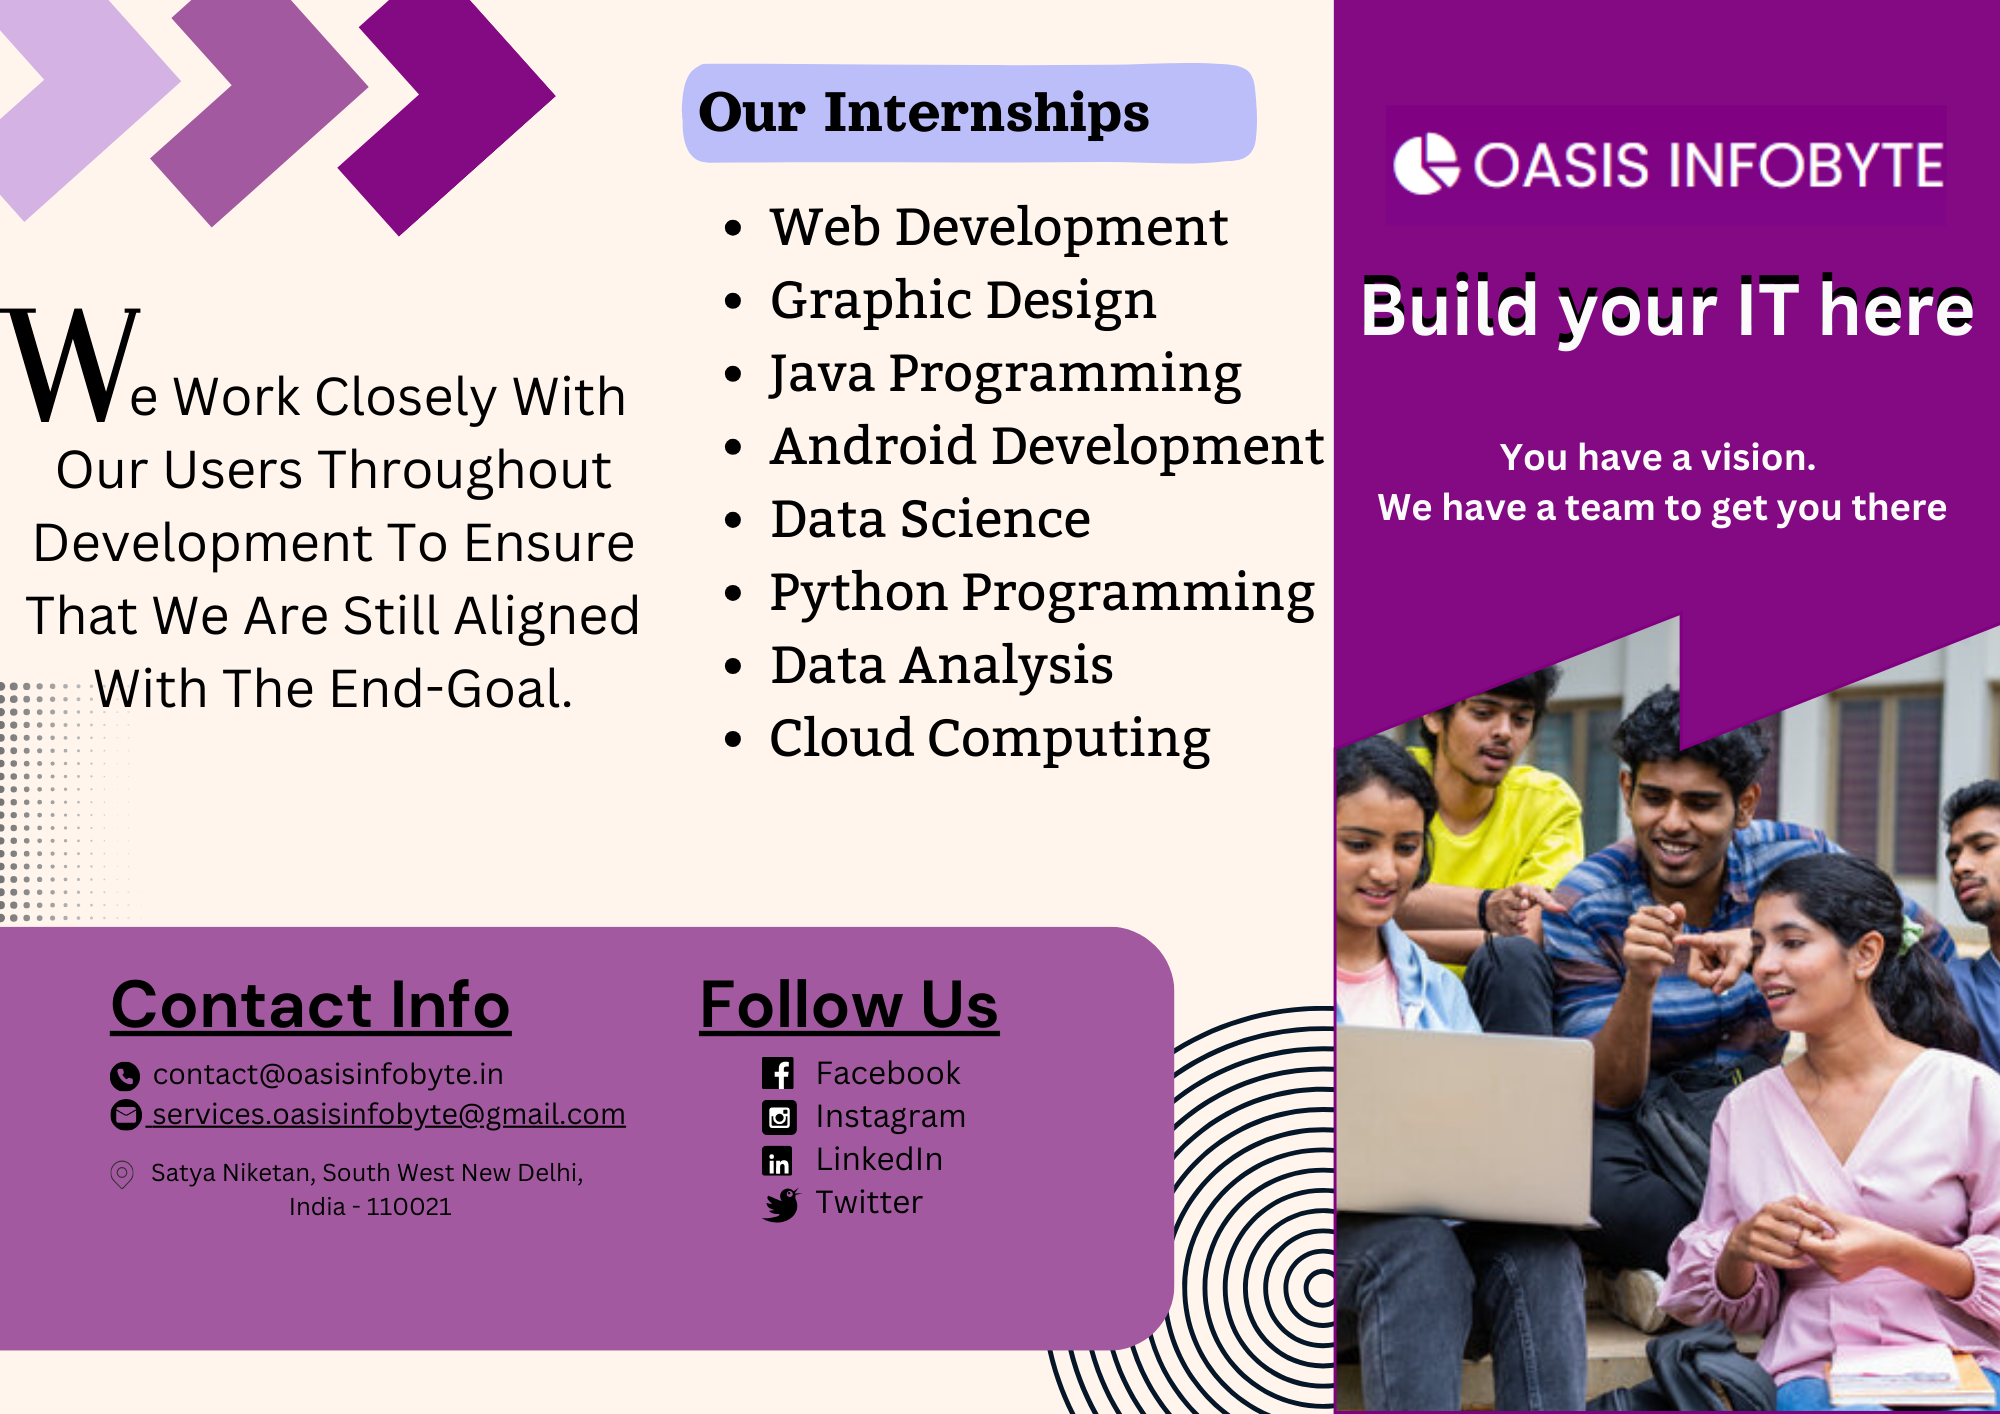 We Work Closely With
Our Users Throughout
Development To Ensure
That We Are Still Aligned
With The End-Goal.
Our Internships
• Web Development
• Graphic Design
• Java Programming
• Android Development
• Data Science
• Python Programming
• Data Analysis
• Cloud Computing
Contact Info
contact@oasisinfobyte.in
services.oasisinfobyte@gmail.com
Satya Niketan, South West New Delhi,
India - 110021
Follow Us
Facebook
Instagram
LinkedIn
Twitter
OASIS INFOBYTE
Build your IT here
You have a vision.
We have a team to get you there